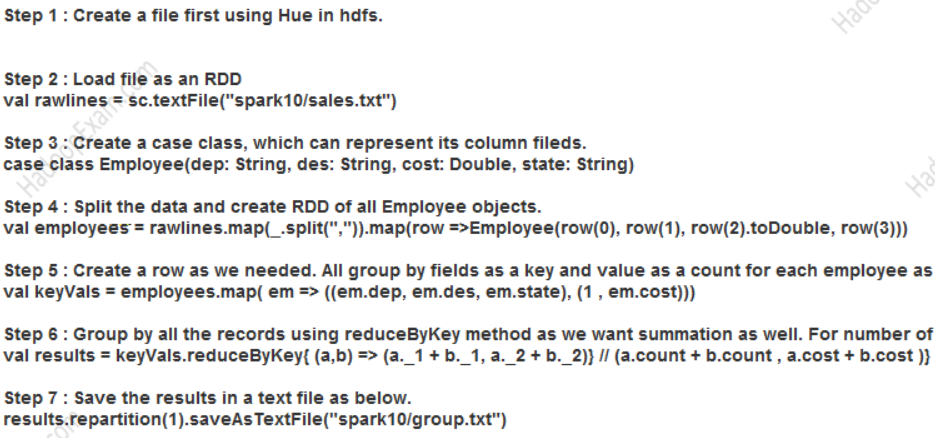 Step 1 : Create a file first using Hue in hdfs.
Step 2 : Load file as an RDD
val rawlines = sc.textFile("spark10/sales.txt")
Step 3 : Create a case class, which can represent its column fileds.
case class Employee(dep: String, des: String, cost: Double, state: String)
Step 4 : Split the data and create RDD of all Employee objects.
val employees = rawlines.map(_.split(",")).map(row =>Employee(row(0), row(1), row(2).toDouble, row(3)))
Step 5 : Create a row as we needed. All group by fields as a key and value as a count for each employee as
val keyVals = employees.map( em => ((em.dep, em.des, em.state), (1 , em.cost)))
Step 6 : Group by all the records using reduceByKey method as we want summation as well. For number of
val results = keyVals.reduceByKey{ (a,b) => (a._1 + b._1, a._2 + b._2)} // (a.count + b.count , a.cost + b.cost )}
Step 7 : Save the results in a text file as below.
results.repartition(1).saveAsTextFile("spark10/group.txt")
HadoopExam.com